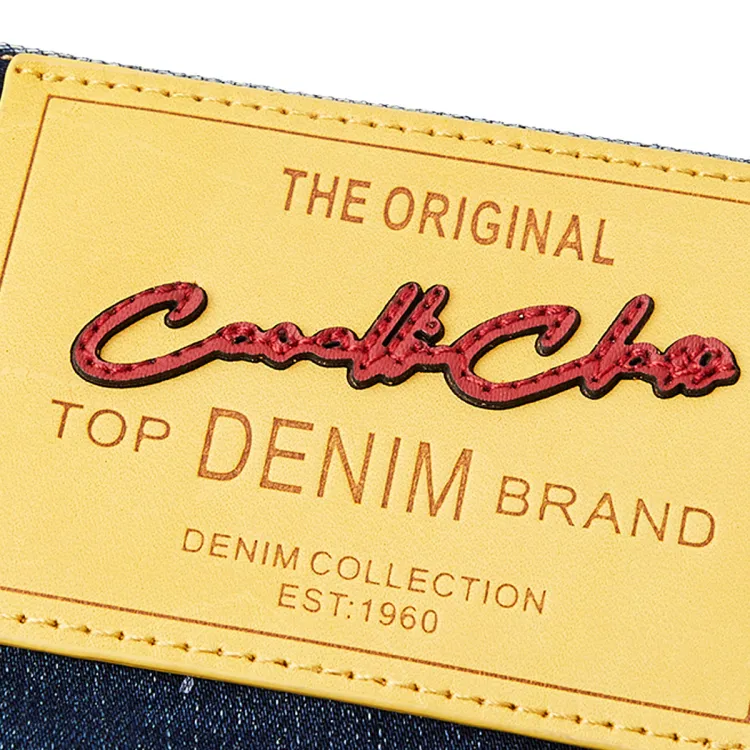 THE ORIGINAL
TOP DENIM BRAND
DENIM COLLECTION
EST:1960